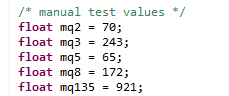 /* manual test values */
float mq2 = 70;
float mq3 = 243;
float mq5 = 65;
float mq8 = 172;
float mq135 = 921;